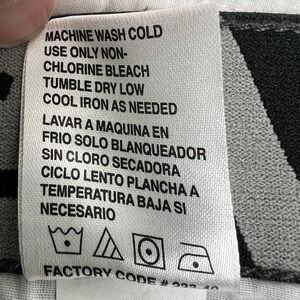 MACHINE WASH COLD
USE ONLY NON-
CHLORINE BLEACH
TUMBLE DRY LOW
COOL IRON AS NEEDED
LAVAR A MAQUINA EN
FRIO SOLO BLANQUEADOR
SIN CLORO SECADORA
CICLO LENTO PLANCHA A
TEMPERATURA BAJA SI
NECESARIO
FACTORY CODE #